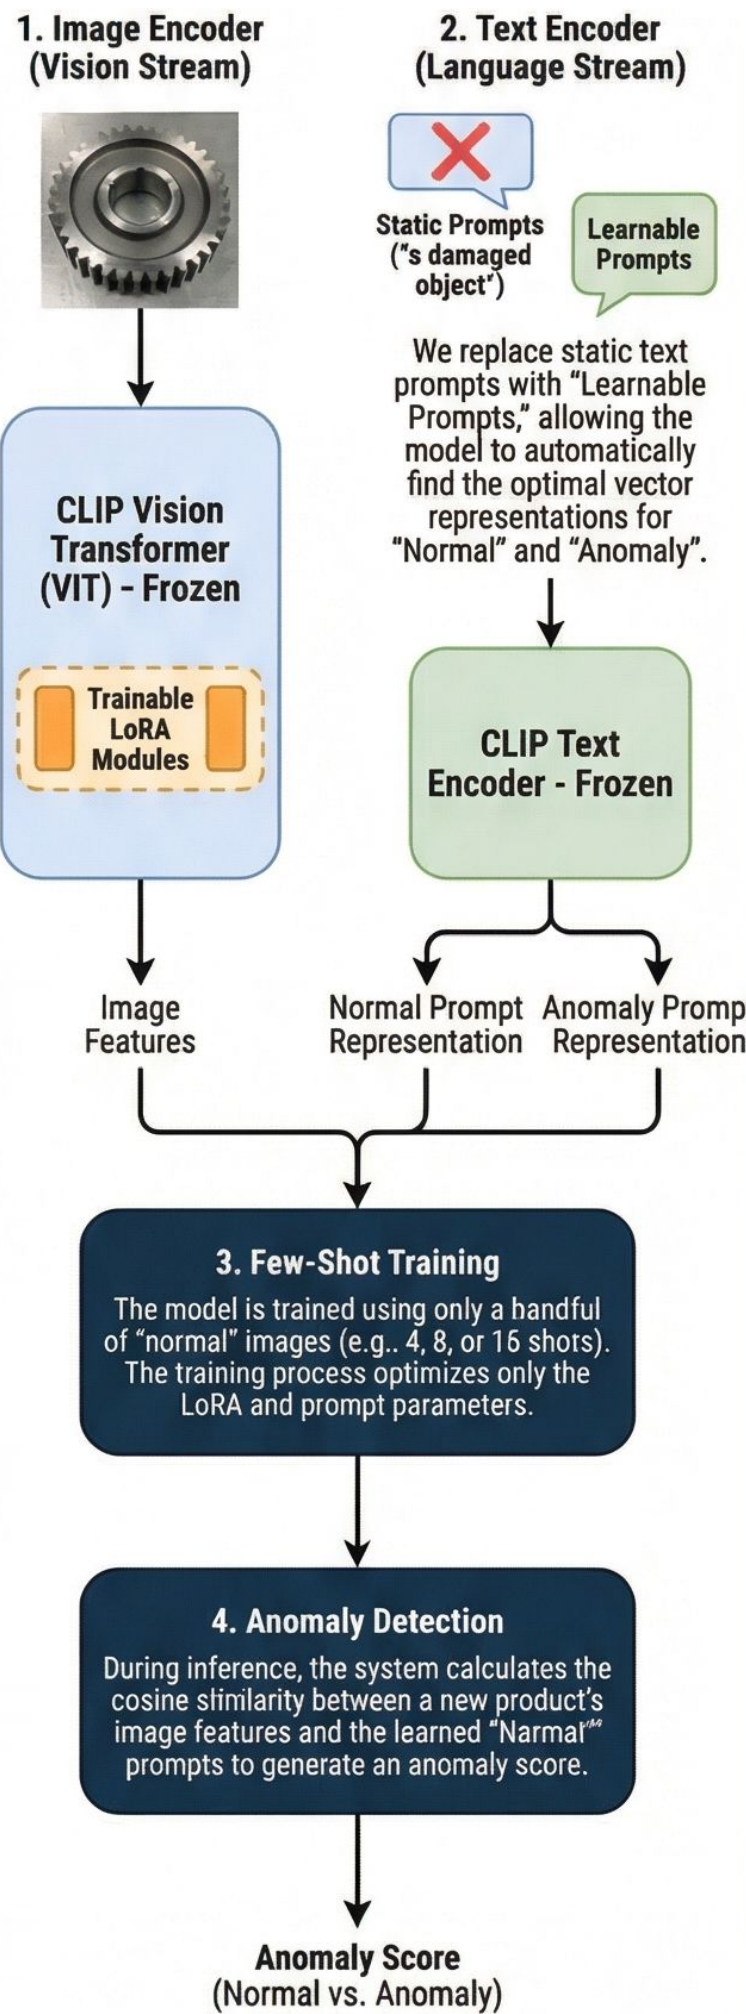 1. Image Encoder
(Vision Stream)
2. Text Encoder
(Language Stream)
Static Prompts
("s damaged
object")
Learnable
Prompts
We replace static text
prompts with “Learnable
Prompts,” allowing the
model to automatically
find the optimal vector
representations for
“Normal” and “Anomaly”.
CLIP Vision
Transformer
(VIT) – Frozen
Trainable
LoRA
Modules
CLIP Text
Encoder - Frozen
Image
Features
Normal Prompt
Representation
Anomaly Promp
Representation
3. Few-Shot Training
The model is trained using only a handful
of “normal” images (e.g.. 4, 8, or 16 shots).
The training process optimizes only the
LoRA and prompt parameters.
4. Anomaly Detection
During inference, the system calculates the
cosine stimilarity between a new product's
image features and the learned “Narmal”
prompts to generate an anomaly score.
Anomaly Score
(Normal vs. Anomaly)